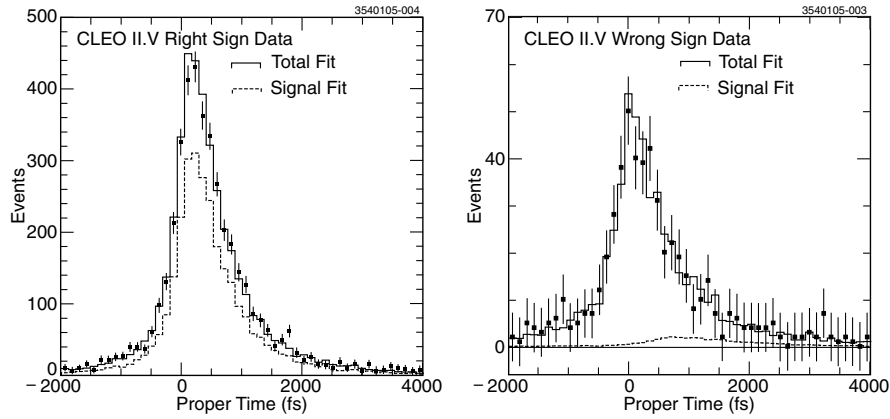 3540105-004
500
CLEO II.V Right Sign Data
Total Fit
Signal Fit
400
300
200
100
0
Events
−2000
0
2000
4000
Proper Time (fs)
3540105-003
70
CLEO II.V Wrong Sign Data
Total Fit
Signal Fit
40
0
Events
−2000
0
2000
4000
Proper Time (fs)